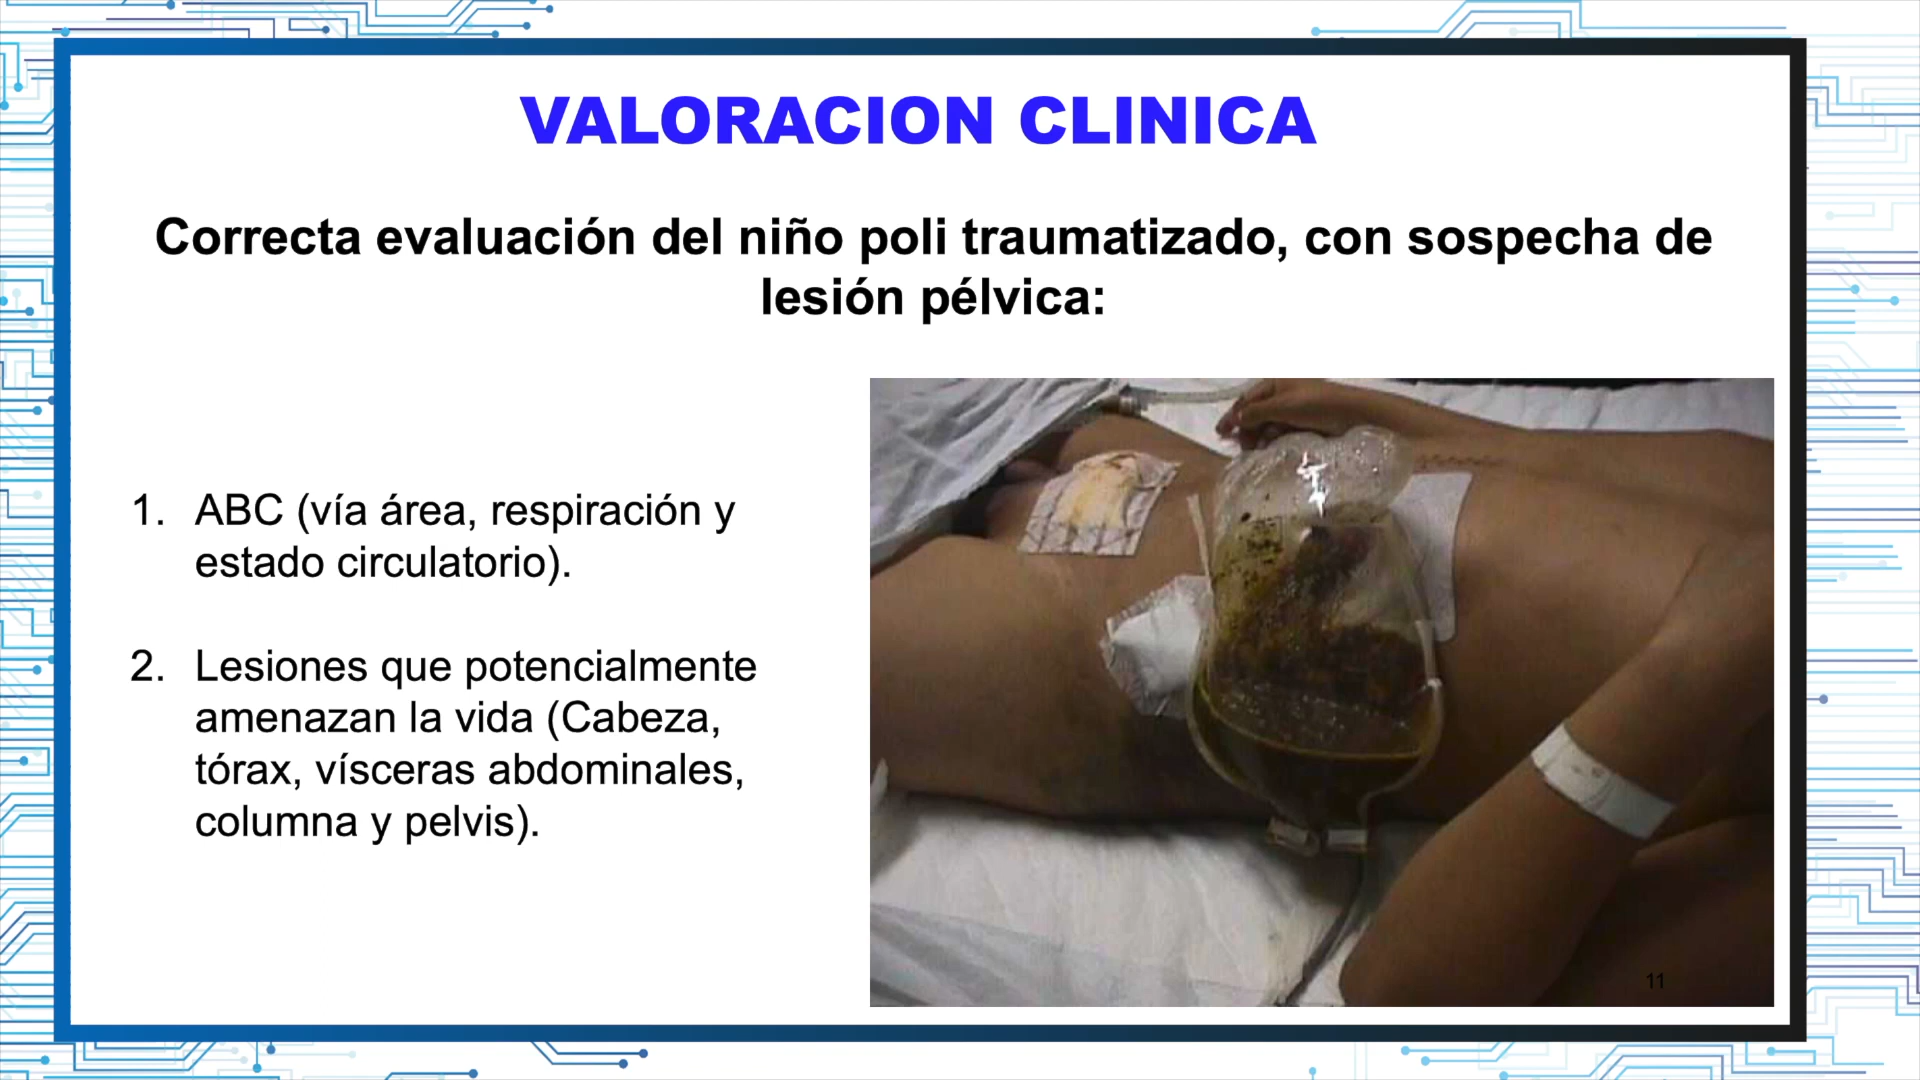 VALORACION CLINICA
Correcta evaluación del niño poli traumatizado, con sospecha de
lesión pélvica:
1. ABC (vía área, respiración y
estado circulatorio).
2. Lesiones que potencialmente
amenazan la vida (Cabeza,
tórax, vísceras abdominales,
columna y pelvis).
11